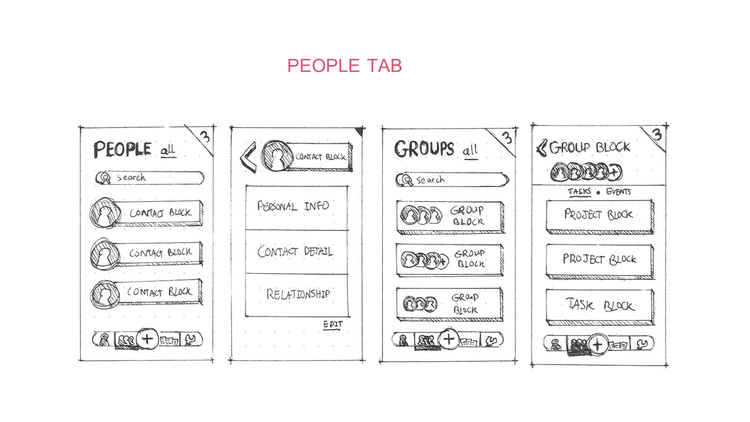 PEOPLE TAB
PEOPLE all
3
search
CONTACT BLOCK
CONTACT BLOCK
CONTACT BLOCK
+
CONTACT BLOCK
PERSONAL INFO
CONTACT DETAIL
RELATIONSHIP
EDIT
GROUPS all
3
search
GROUP
BLOCK
GROUP
BLOCK
+
GROUP
BLOCK
+
GROUP BLOCK
3
+
TASKS • EVENTS
PROJECT BLOCK
PROJECT BLOCK
TASK BLOCK
+